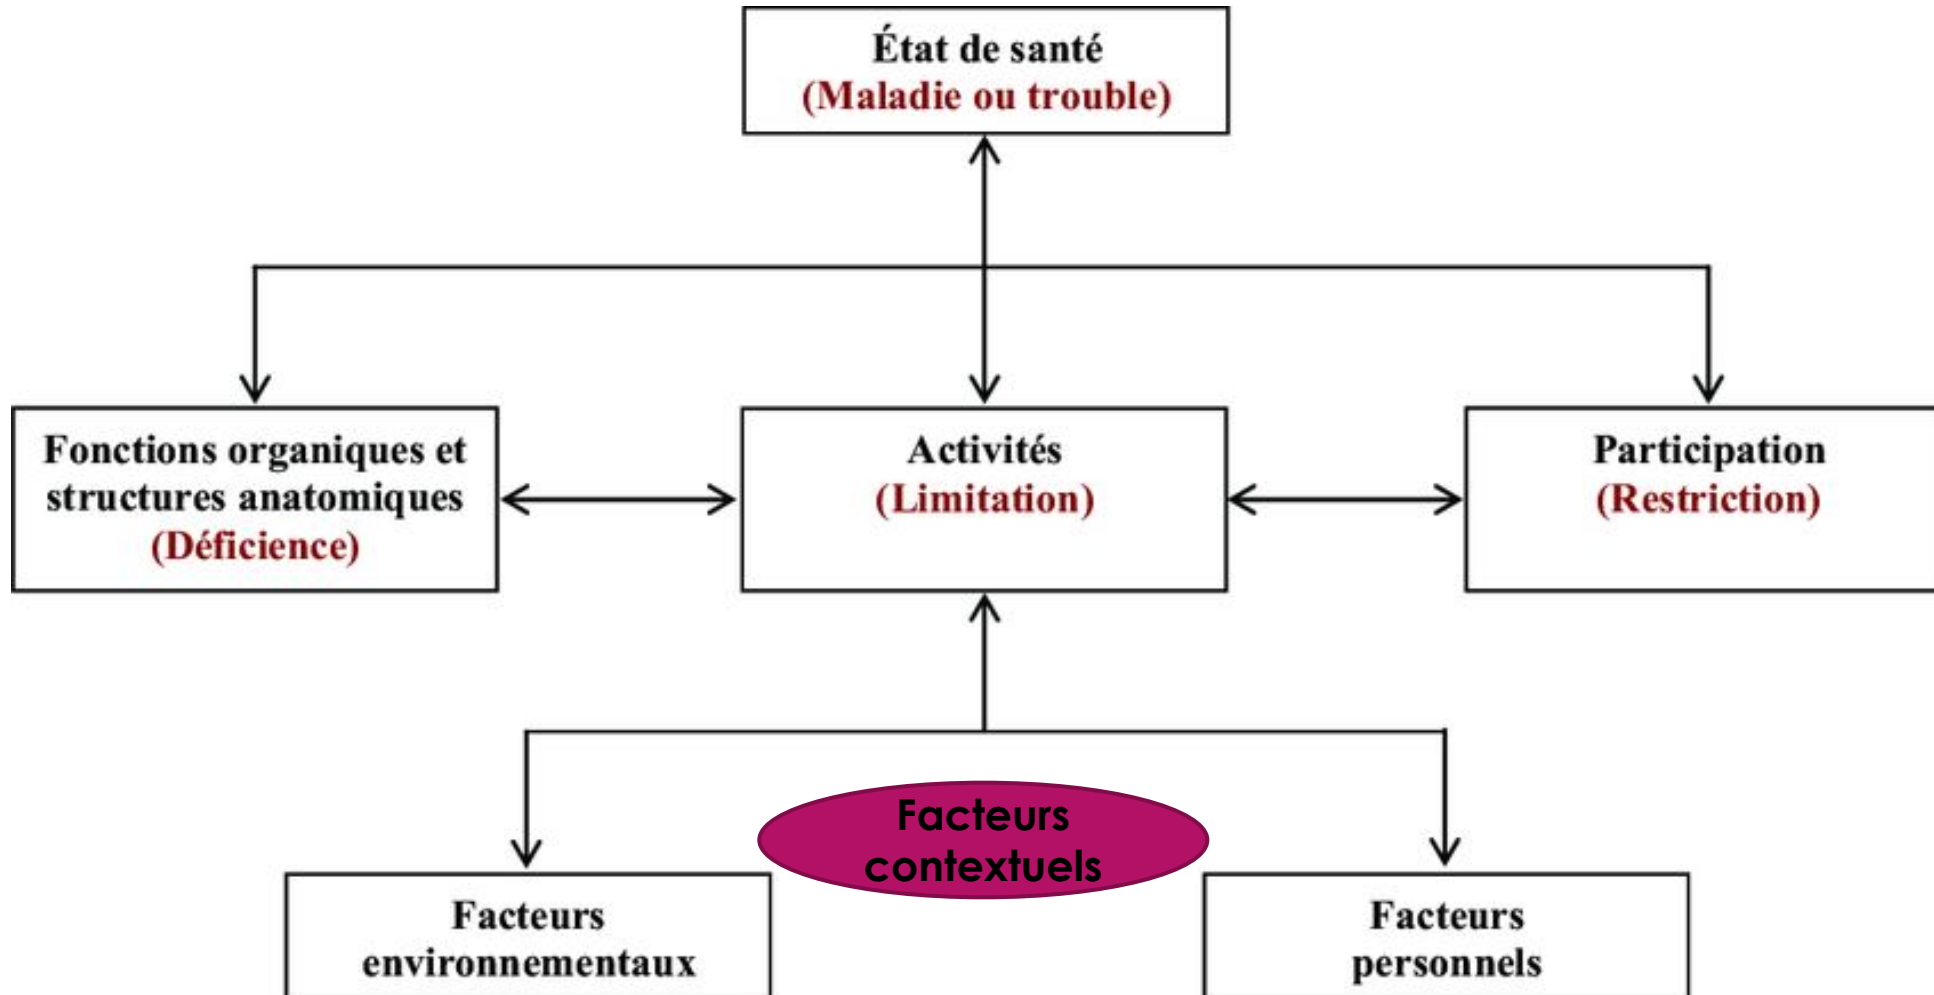 État de santé
(Maladie ou trouble)
Fonctions organiques et
structures anatomiques
(Déficience)
Activités
(Limitation)
Participation
(Restriction)
Facteurs
contextuels
Facteurs
environnementaux
Facteurs
personnels